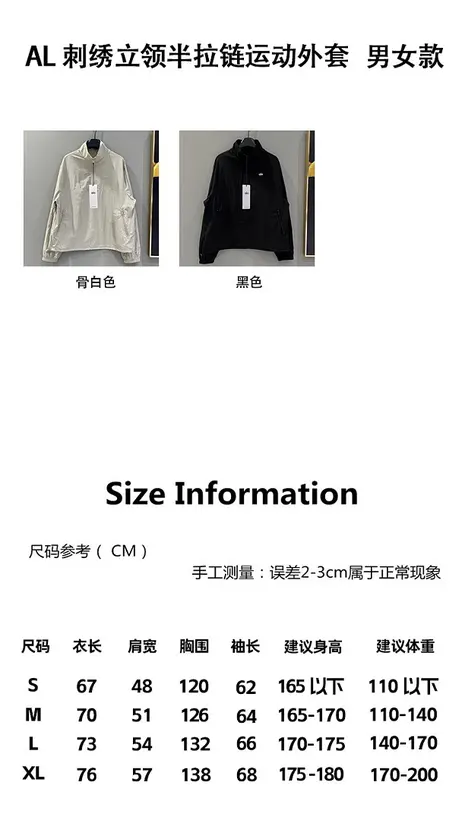 AL 刺绣立领半拉链运动外套 男女款
骨白色 黑色
Size Information
尺码参考（ CM ）
手工测量：误差2-3cm属于正常现象
尺码 衣长 肩宽 胸围 袖长 建议身高 建议体重
S 67 48 120 62 165 以下 110 以下
M 70 51 126 64 165-170 110-140
L 73 54 132 66 170-175 140-170
XL 76 57 138 68 175-180 170-200